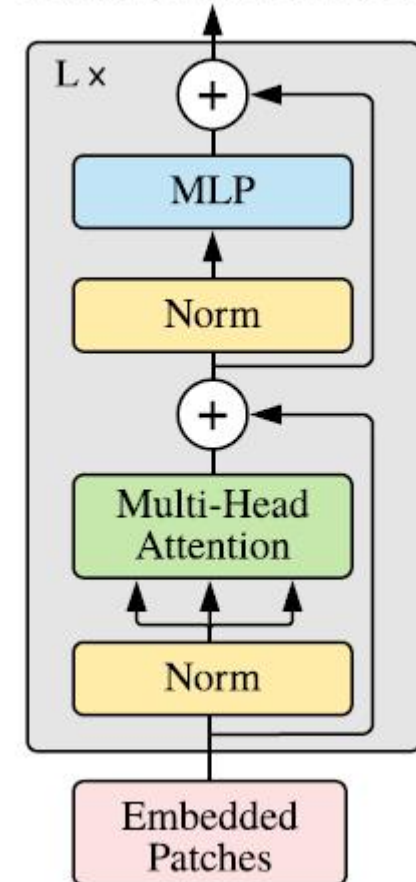 L ×
+
MLP
Norm
+
Multi-Head
Attention
Norm
Embedded
Patches